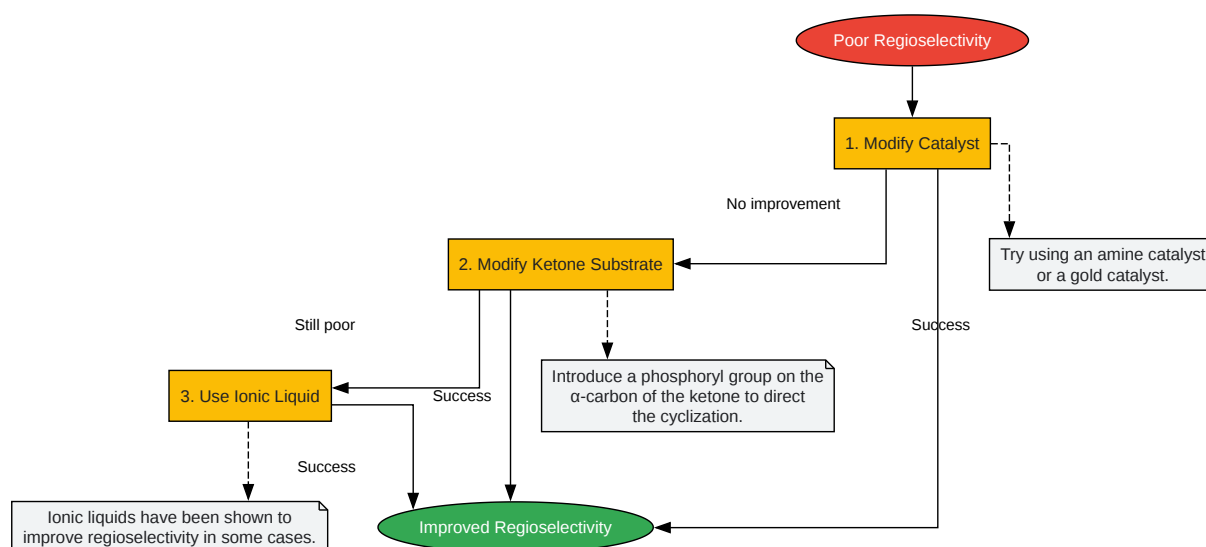 Poor Regioselectivity
1. Modify Catalyst
No improvement
Try using an amine catalyst
or a gold catalyst.
2. Modify Ketone Substrate
Still poor
Success
Introduce a phosphoryl group on the
α-carbon of the ketone to direct
the cyclization.
3. Use Ionic Liquid
Success
Success
Ionic liquids have been shown to
improve regioselectivity in some cases.
Improved Regioselectivity